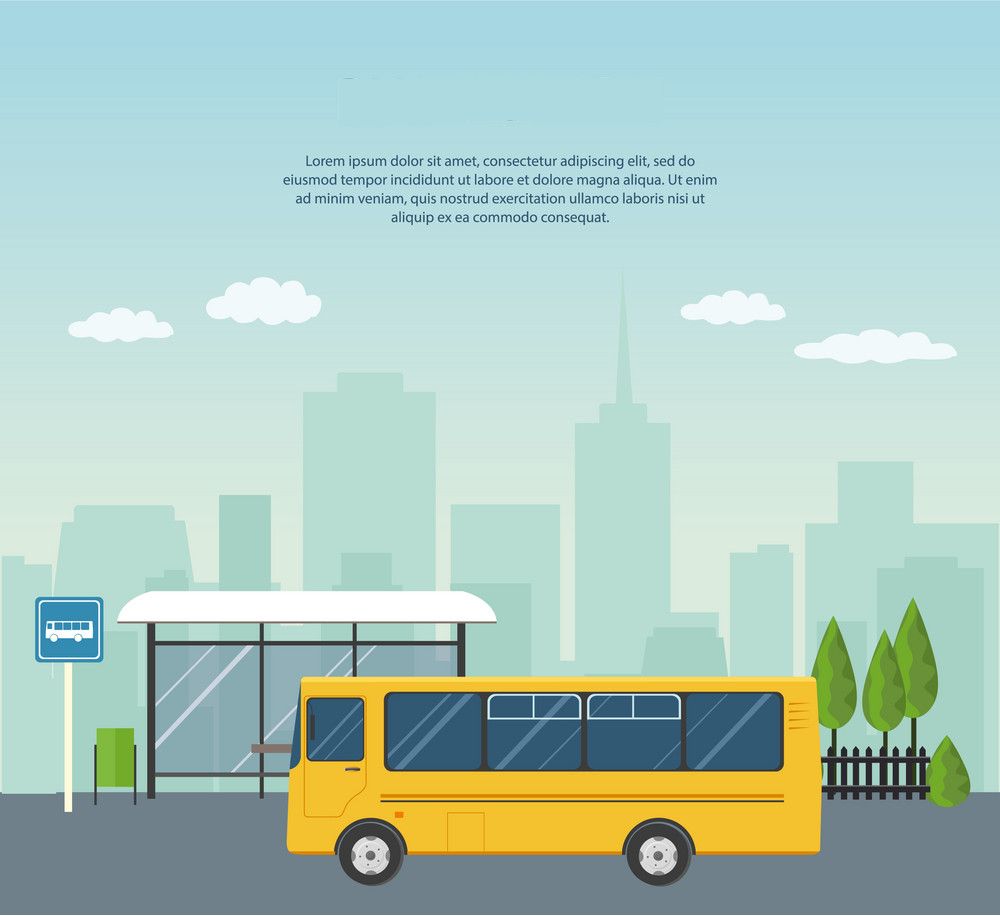 Lorem ipsum dolor sit amet, consectetur adipiscing elit, sed do
eiusmod tempor incididunt ut labore et dolore magna aliqua. Ut enim
ad minim veniam, quis nostrud exercitation ullamco laboris nisi ut
aliquip ex ea commodo consequat.